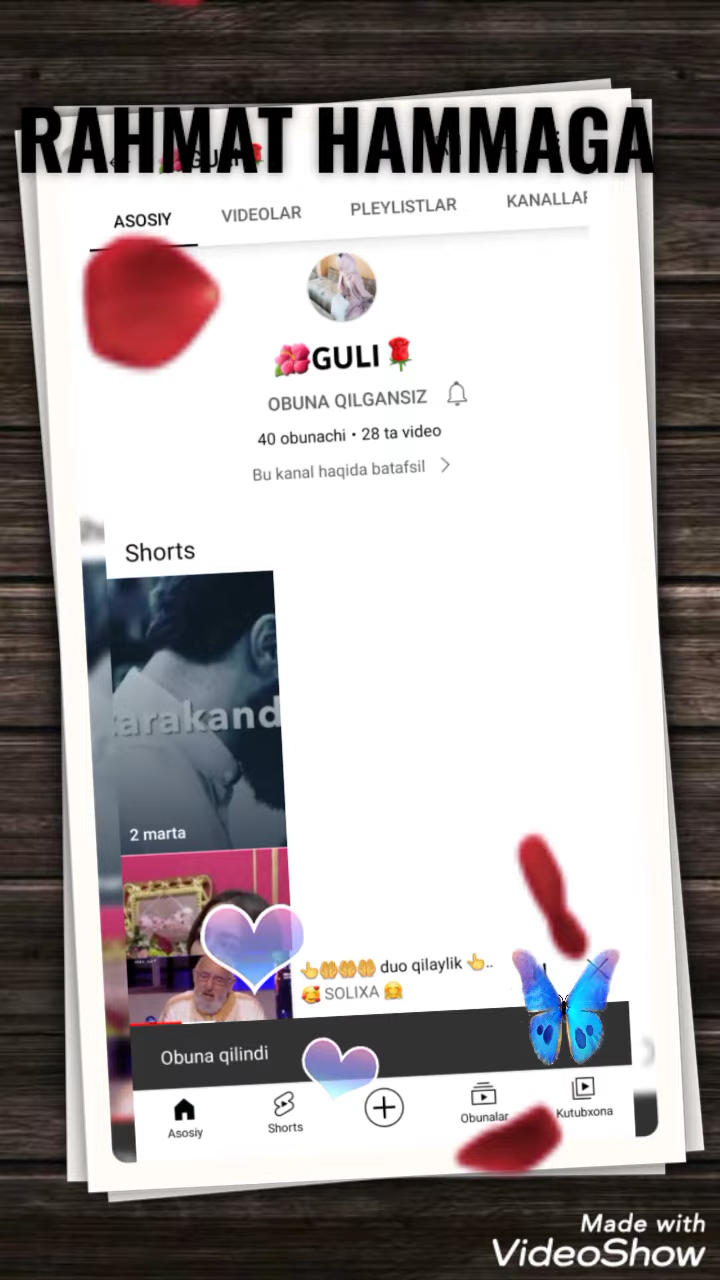 RAHMAT HAMMAGA
ASOSIY VIDEOLAR PLEYLISTLAR KANALLAR
🌺GULI🌹
OBUNA QILGANSIZ
40 obunachi • 28 ta video
Bu kanal haqida batafsil
Shorts
arakand
2 marta
👆🤲🤲🤲 duo qilaylik 👆..
🥰 SOLIXA 🤗
Obuna qilindi
Asosiy Shorts Obunalar Kutubxona
Made with
VideoShow